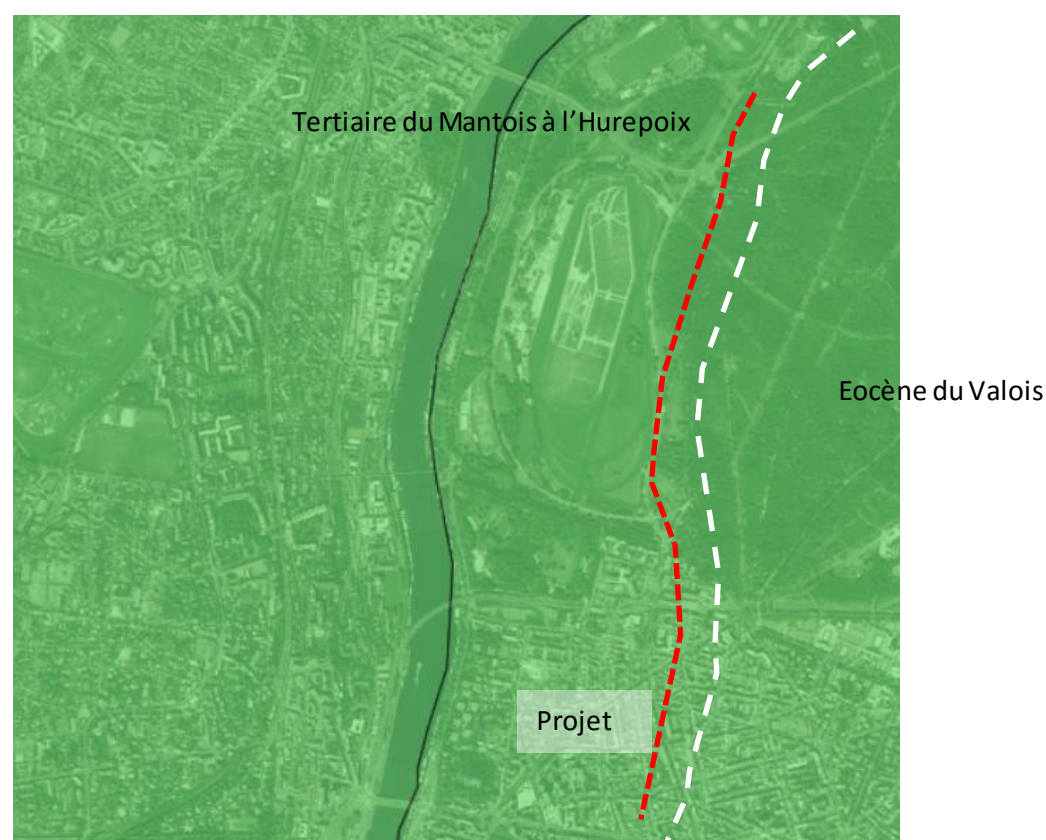 Tertiaire du Mantois à l’Hurepoix
Eocène du Valois
Projet